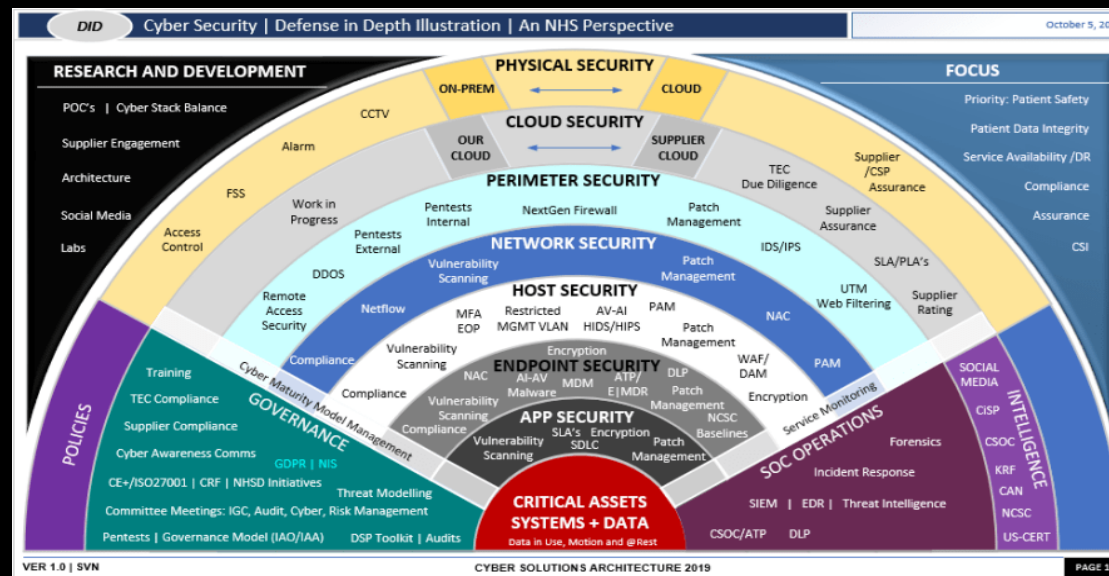 DID
Cyber Security | Defense in Depth Illustration | An NHS Perspective
October 5, 20
RESEARCH AND DEVELOPMENT
POC's | Cyber Stack Balance
Supplier Engagement
Architecture
Social Media
Labs
FOCUS
Priority: Patient Safety
Patient Data Integrity
Service Availability /DR
Compliance
Assurance
CSI
PHYSICAL SECURITY
ON-PREM
CLOUD
CCTV
Alarm
FSS
Access
Control
Supplier
/CSP
Assurance
CLOUD SECURITY
OUR
CLOUD
SUPPLIER
CLOUD
Work in
Progress
TEC
Due Diligence
Supplier
Assurance
SLA/PLA's
Supplier
Rating
PERIMETER SECURITY
Pentests
Internal
NextGen Firewall
Patch
Management
Pentests
External
IDS/IPS
DDOS
UTM
Web Filtering
Remote
Access
Security
NETWORK SECURITY
Vulnerability
Scanning
Patch
Management
Netflow
NAC
Compliance
PAM
HOST SECURITY
MFA
EOP
Restricted
MGMT VLAN
AV-AI
HIDS/HIPS
PAM
Patch
Management
Vulnerability
Scanning
WAF/
DAM
Compliance
Encryption
Encryption
ENDPOINT SECURITY
NAC
AI-AV
Malware
MDM
ATP/
E|MDR
DLP
Patch
Management
Vulnerability
Scanning
Compliance
NCSC
Baselines
APP SECURITY
SLA's
Encryption
SDLC
Vulnerability
Scanning
Patch
Management
CRITICAL ASSETS
SYSTEMS + DATA
Data in Use, Motion and @Rest
Cyber Maturity Model Management
Service Monitoring
POLICIES
GOVERNANCE
Training
TEC Compliance
Supplier Compliance
Cyber Awareness Comms
GDPR | NIS
CE+/ISO27001 | CRF | NHSD Initiatives
Threat Modelling
Committee Meetings: IGC, Audit, Cyber, Risk Management
Pentests | Governance Model (IAO/IAA)
DSP Toolkit | Audits
SOC OPERATIONS
Forensics
Incident Response
SIEM | EDR | Threat Intelligence
CSOC/ATP
DLP
INTELLIGENCE
SOCIAL
MEDIA
CiSP
CSOC
KRF
CAN
NCSC
US-CERT
VER 1.0 | SVN
CYBER SOLUTIONS ARCHITECTURE 2019
PAGE 1